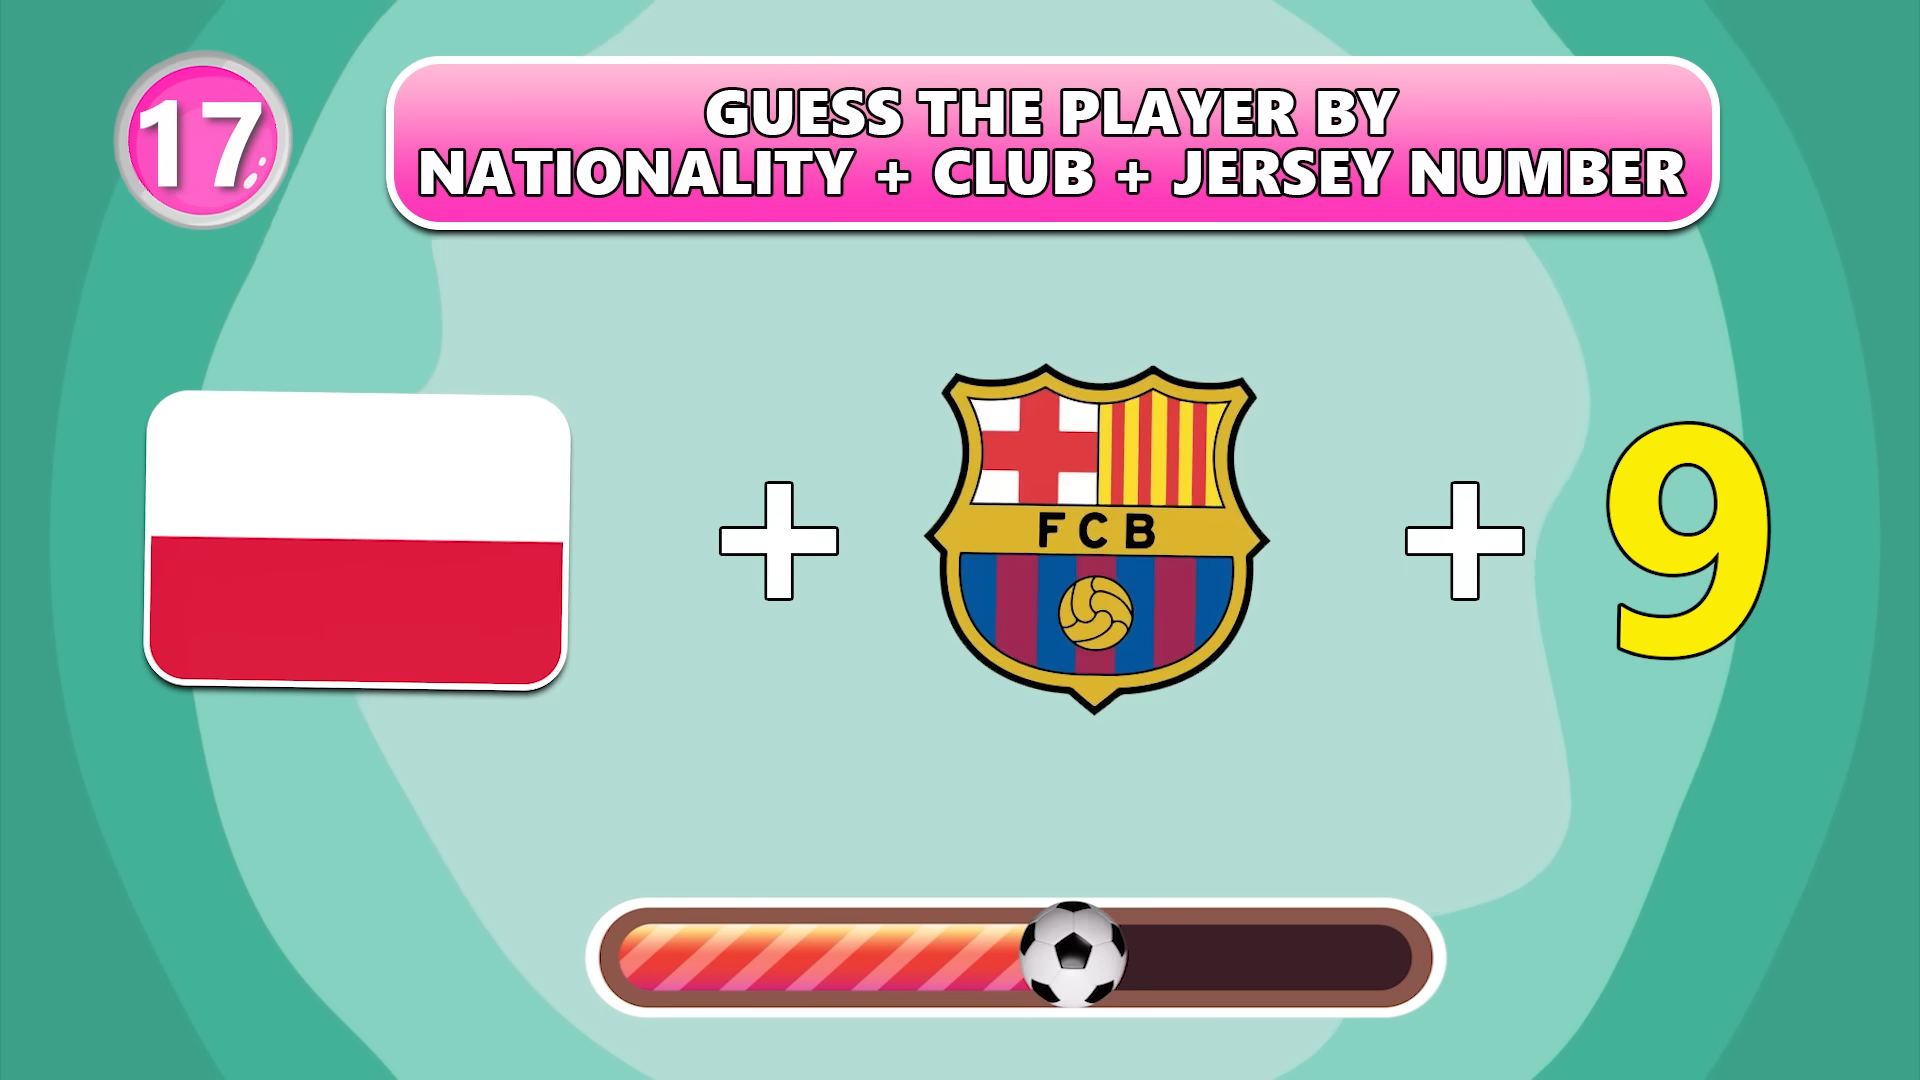 17
GUESS THE PLAYER BY
NATIONALITY + CLUB + JERSEY NUMBER
+ FCB + 9